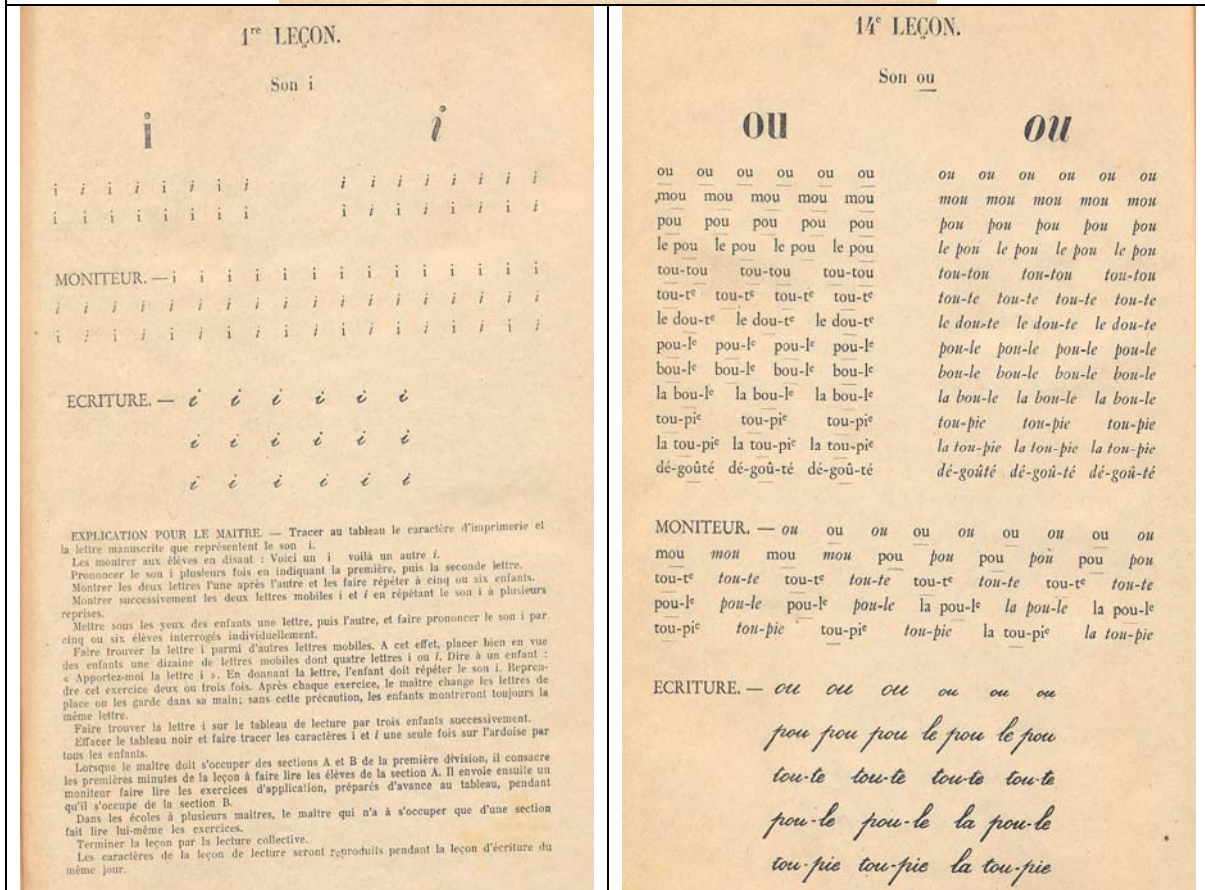 1re LEÇON.
Son i
i i
i i i i i i i i
i i i i i i i i
i i i i i i i i
i i i i i i i i
MONITEUR. — i i i i i i i i i i i i i i
i i i i i i i i i i i i i i i i i i
i i i i i i i i i i i i i i i i i i
ECRITURE. — i i i i i i
i i i i i i
i i i i i i
EXPLICATION POUR LE MAITRE. — Tracer au tableau le caractère d'imprimerie et
la lettre manuscrite que représentent le son i.
Les montrer aux élèves en disant : Voici un i voilà un autre i.
Prononcer le son i plusieurs fois en indiquant la première, puis la seconde lettre.
Montrer les deux lettres l'une après l'autre et les faire répéter à cinq ou six enfants.
Montrer successivement les deux lettres mobiles i et i en répétant le son i à plusieurs
reprises.
Mettre sous les yeux des enfants une lettre, puis l'autre, et faire prononcer le son i par
cinq ou six élèves interrogés individuellement.
Faire trouver la lettre i parmi d'autres lettres mobiles. A cet effet, placer bien en vue
des enfants une dizaine de lettres mobiles dont quatre lettres i ou i. Dire à un enfant :
« Apportez-moi la lettre i ». En donnant la lettre, l'enfant doit répéter le son i. Repren-
dre cet exercice deux ou trois fois. Après chaque exercice, le maître change les lettres de
place ou les garde dans sa main; sans cette précaution, les enfants montreront toujours la
même lettre.
Faire trouver la lettre i sur le tableau de lecture par trois enfants successivement.
Effacer le tableau noir et faire tracer les caractères i et i une seule fois sur l'ardoise par
tous les enfants.
Lorsque le maître doit s'occuper des sections A et B de la première division, il consacre
les premières minutes de la leçon à faire lire les élèves de la section A. Il envoie ensuite un
moniteur faire lire les exercices d'application, préparés d'avance au tableau, pendant
qu'il s'occupe de la section B.
Dans les écoles à plusieurs maîtres, le maître qui n'a à s'occuper que d'une section
fait lire lui-même les exercices.
Terminer la leçon par la lecture collective.
Les caractères de la leçon de lecture seront reproduits pendant la leçon d'écriture du
même jour.
14e LEÇON.
Son ou
ou ou
ou ou ou ou ou ou
mou mou mou mou mou
pou pou pou pou pou
le pou le pou le pou le pou
tou-tou tou-tou tou-tou
tou-te tou-te tou-te tou-te
le dou-te le dou-te le dou-te
pou-le pou-le pou-le pou-le
bou-le bou-le bou-le bou-le
la bou-le la bou-le la bou-le
tou-pie tou-pie tou-pie
la tou-pie la tou-pie la tou-pie
dé-goûté dé-goû-té dé-goû-té
ou ou ou ou ou ou
mou mou mou mou mou
pou pou pou pou pou
le pou le pou le pou le pou
tou-tou tou-tou tou-tou
tou-te tou-te tou-te tou-te
le dou-te le dou-te le dou-te
pou-le pou-le pou-le pou-le
bou-le bou-le bou-le bou-le
la bou-le la bou-le la bou-le
tou-pie tou-pie tou-pie
la tou-pie la tou-pie la tou-pie
dé-goûté dé-goû-té dé-goû-té
MONITEUR. — ou ou ou ou ou ou ou ou ou
mou mou mou mou pou pou pou pou pou pou
tou-te tou-te tou-te tou-te tou-te tou-te tou-te tou-te
pou-le pou-le pou-le pou-le la pou-le la pou-le la pou-le
tou-pie tou-pie tou-pie tou-pie la tou-pie la tou-pie
ECRITURE. — ou ou ou ou ou ou
pou pou pou le pou le pou
tou-te tou-te tou-te tou-te
pou-le pou-le la pou-le
tou-pie tou-pie la tou-pie